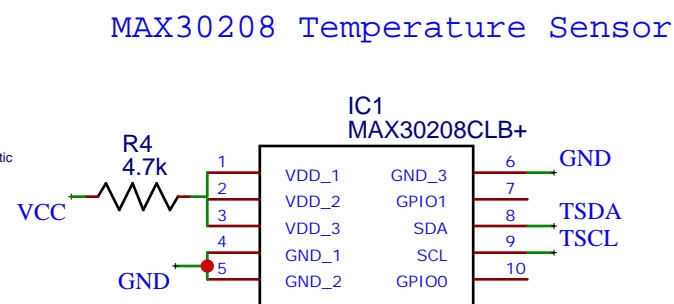 MAX30208 Temperature Sensor
IC1
MAX30208CLB+
tic
R4
4.7k
VCC
GND
1 VDD_1 GND_3 6 GND
2 VDD_2 GPIO1 7
3 VDD_3 SDA 8 TSDA
4 GND_1 SCL 9 TSCL
5 GND_2 GPIO0 10